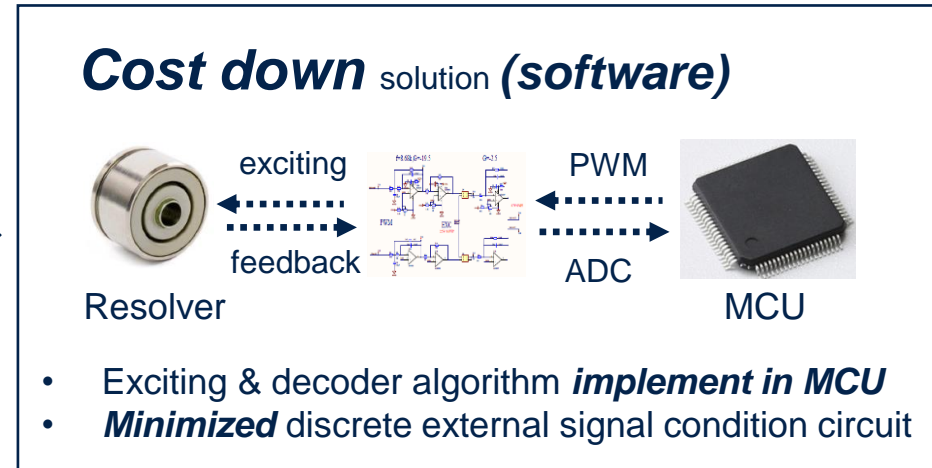 Cost down solution (software)
exciting
PWM
feedback
ADC
Resolver
MCU
• Exciting & decoder algorithm implement in MCU
• Minimized discrete external signal condition circuit